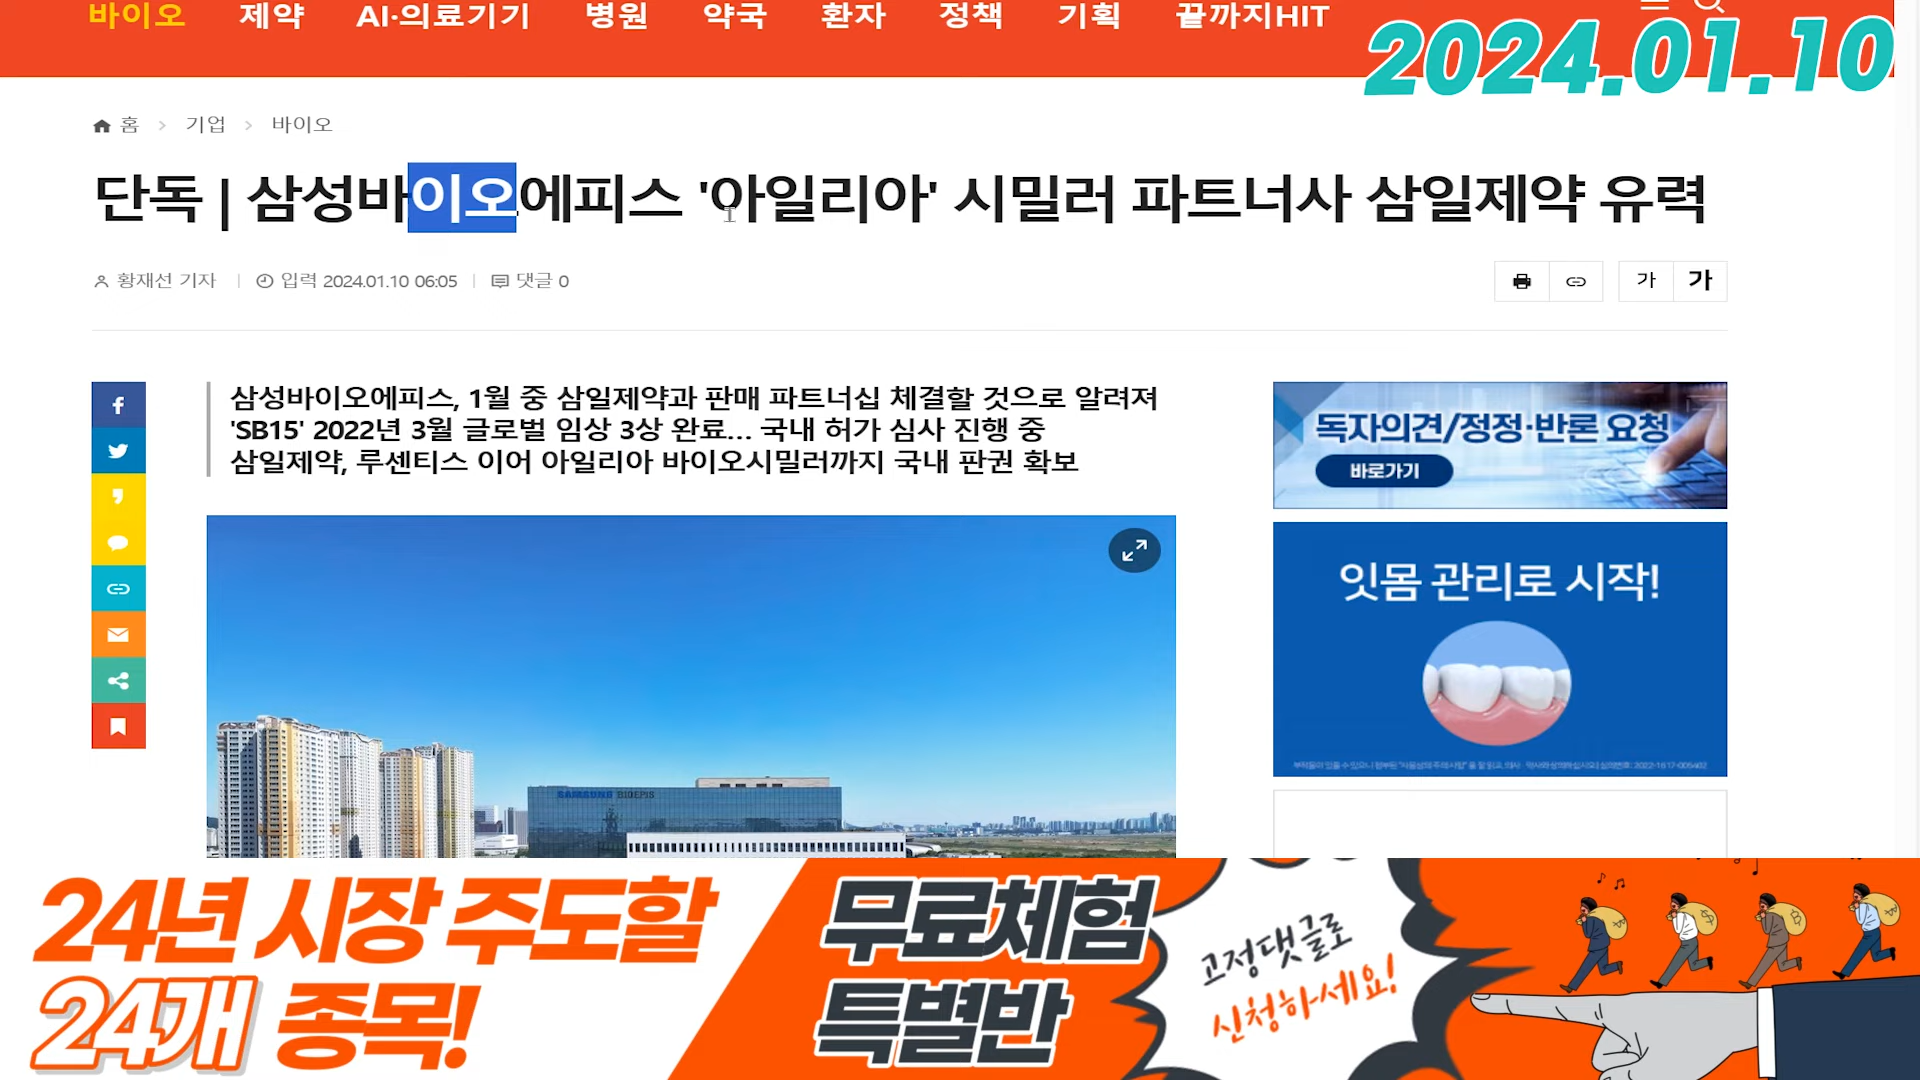 바이오 제약 AI·의료기기 병원 약국 환자 정책 기획 끝까지HIT
2024.01.10
홈 > 기업 > 바이오
단독 | 삼성바이오에피스 '아일리아' 시밀러 파트너사 삼일제약 유력
황재선 기자 | 입력 2024.01.10 06:05 | 댓글 0
가 가
삼성바이오에피스, 1월 중 삼일제약과 판매 파트너십 체결할 것으로 알려져
'SB15' 2022년 3월 글로벌 임상 3상 완료... 국내 허가 심사 진행 중
삼일제약, 루센티스 이어 아일리아 바이오시밀러까지 국내 판권 확보
독자의견/정정·반론 요청
바로가기
잇몸 관리로 시작!
SAMSUNG BIOEPIS
24년 시장 주도할
24개 종목!
무료체험
특별반
고정댓글로
신청하세요!